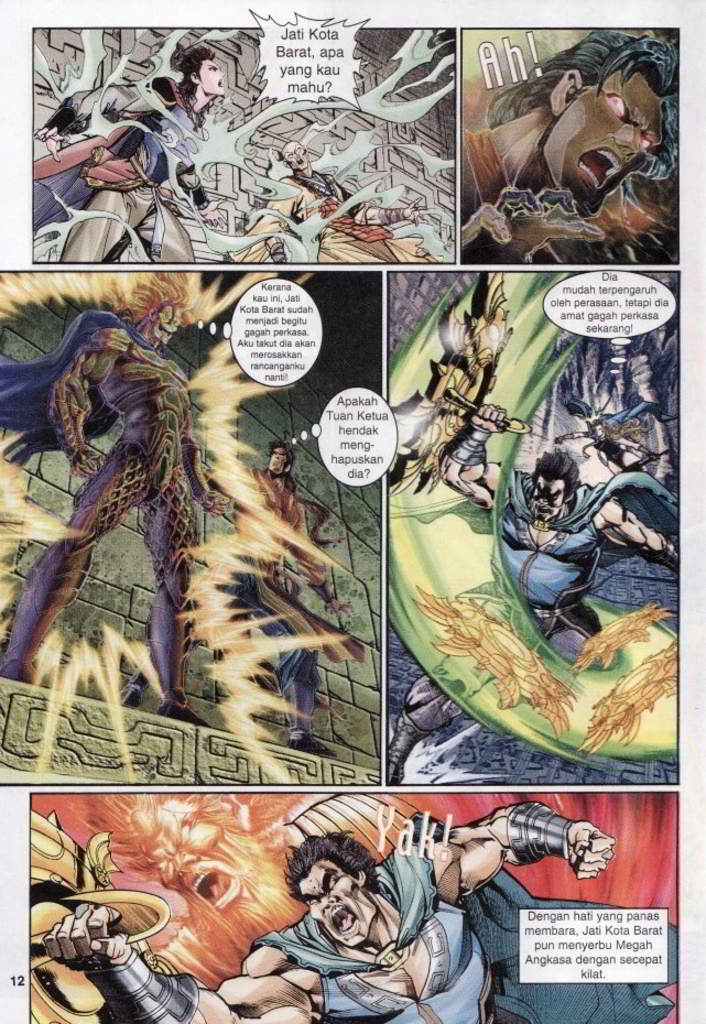 Jati Kota
Barat, apa
yang kau
mahu?
Ah!
Kerana
kau ini, Jati
Kota Barat sudah
menjadi begitu
gagah perkasa.
Aku takut dia akan
merosakkan
rancanganku
nanti!
Apakah
Tuan Ketua
hendak
meng-
hapuskan
dia?
Dia
mudah terpengaruh
oleh perasaan, tetapi dia
amat gagah perkasa
sekarang!
Yak!
Dengan hati yang panas
membara, Jati Kota Barat
pun menyerbu Megah
Angkasa dengan secepat
kilat.
12